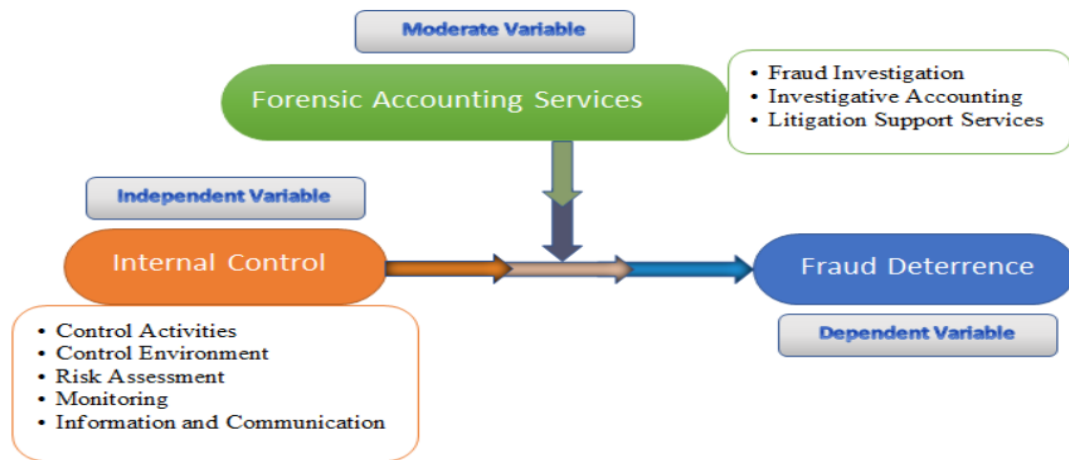 Moderate Variable
Forensic Accounting Services
• Fraud Investigation
• Investigative Accounting
• Litigation Support Services
Independent Variable
Internal Control
Fraud Deterrence
Dependent Variable
• Control Activities
• Control Environment
• Risk Assessment
• Monitoring
• Information and Communication